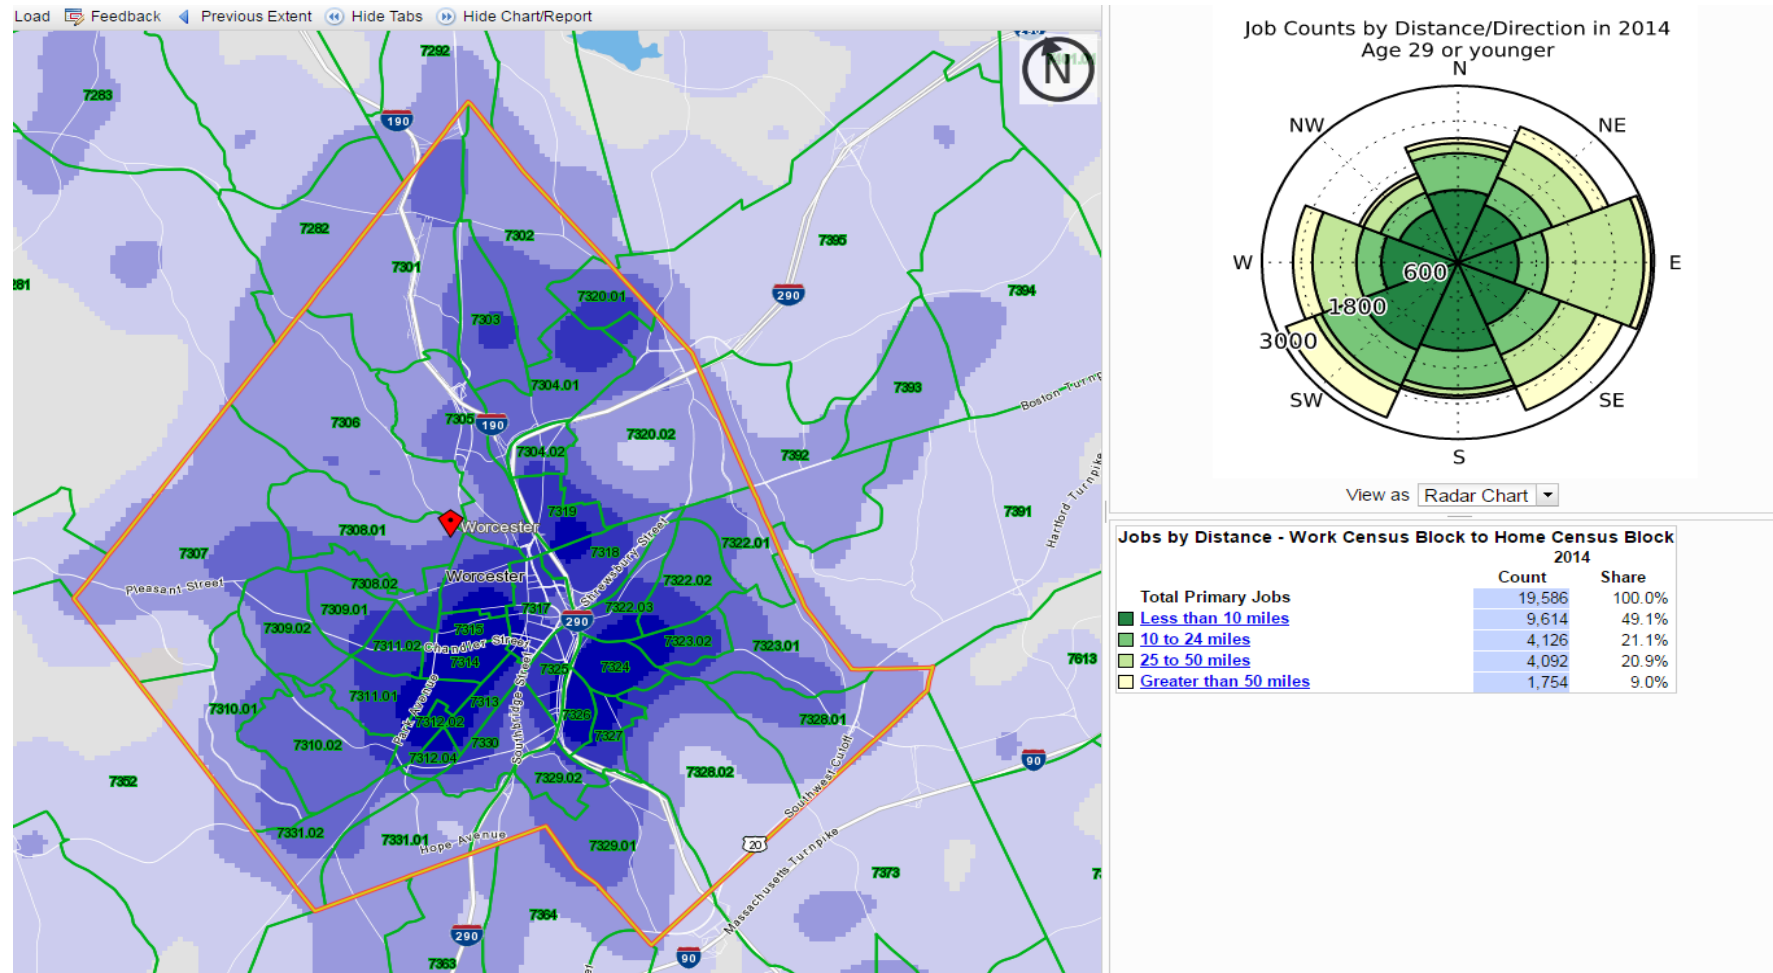 Load Feedback Previous Extent Hide Tabs Hide Chart/Report
7292
290
N
7283
190
7282
7302
7395
7301
281
7320.01
290
7394
7303
7304.01
7393
Boston Turnp
7306
7305
190
7320.02
7304.02
7392
Hartford Turnpike
7319
7391
Worcester
7308.01
7307
7318
Shrewsbury Street
7322.01
Pleasant Street
Worcester
7308.02
7322.02
7309.01
7317
7322.03
290
7309.02
7315
7311.02
Chandler Street
7323.02
7323.01
7314
7325
7324
7613
7311.01
Park Avenue
7313
Southbridge Street
7310.01
7312.02
7326
7328.01
7310.02
7330
7327
7312.04
Southwest Cutoff
90
7352
7329.02
7328.02
7331.02
7331.01
Hope Avenue
7329.01
20
Massachusetts Turnpike
7373
7364
290
7363
90
Job Counts by Distance/Direction in 2014
Age 29 or younger
N
NW NE
W E
600
1800
3000
SW SE
S
View as Radar Chart
Jobs by Distance - Work Census Block to Home Census Block
2014
Count Share
Total Primary Jobs 19,586 100.0%
Less than 10 miles 9,614 49.1%
10 to 24 miles 4,126 21.1%
25 to 50 miles 4,092 20.9%
Greater than 50 miles 1,754 9.0%